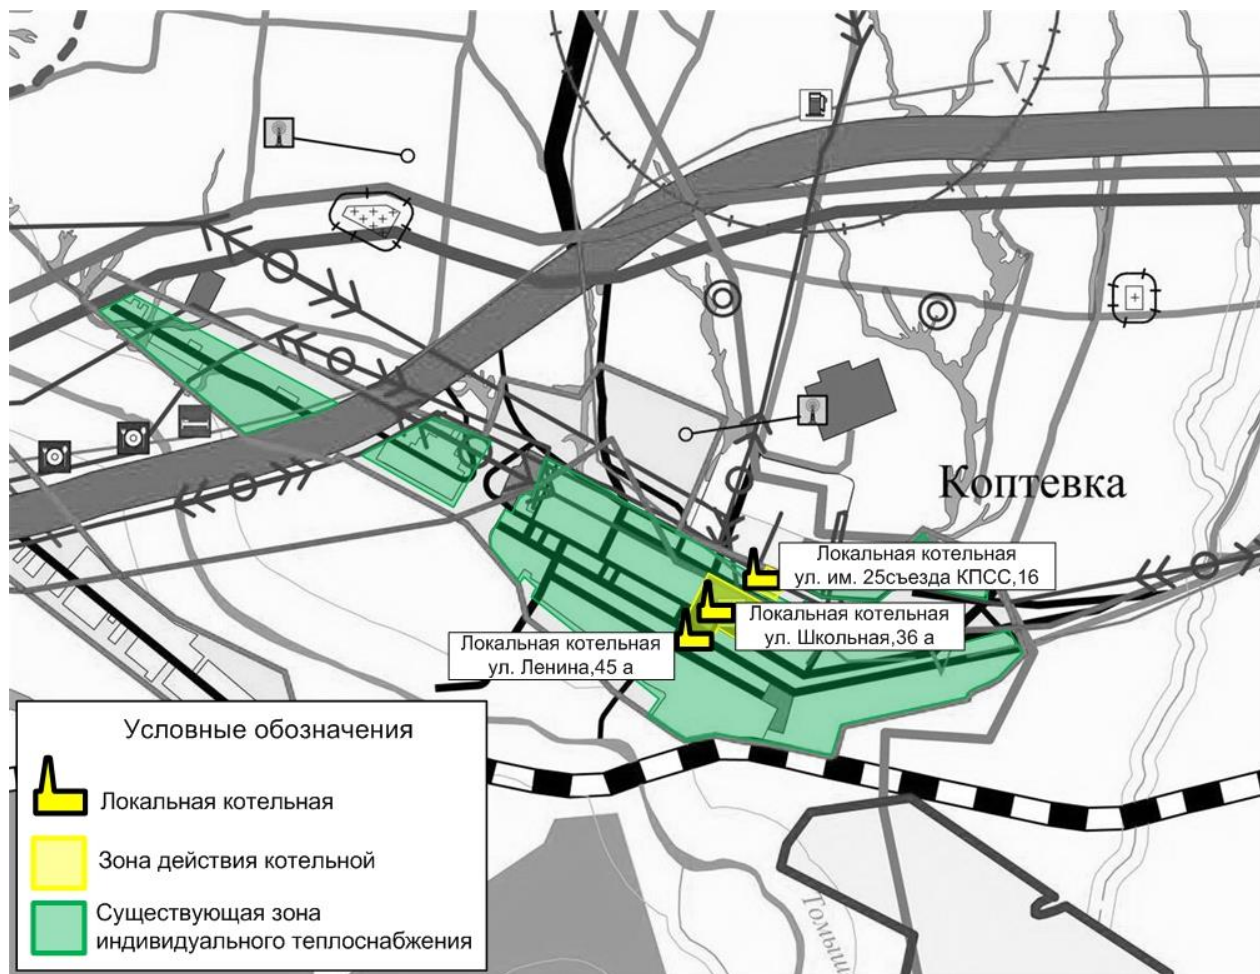 V
Коптевка
Локальная котельная
ул. им. 25съезда КПСС,16
Локальная котельная
ул. Школьная,36 а
Локальная котельная
ул. Ленина,45 а
Условные обозначения
Локальная котельная
Зона действия котельной
Существующая зона
индивидуального теплоснабжения
Томыш